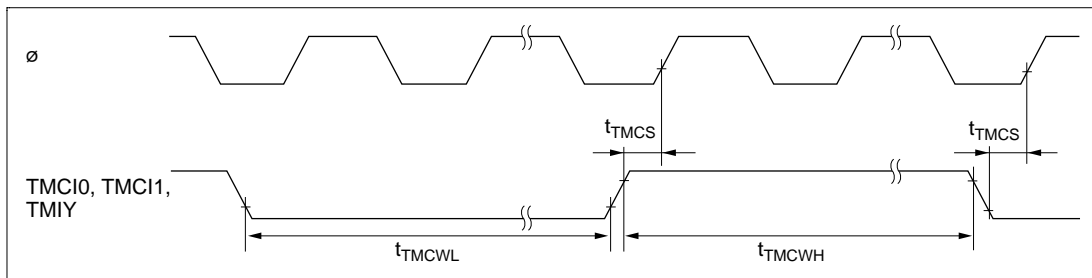 ø
tTMCS
tTMCS
TMCI0, TMCI1,
TMIY
tTMCWL
tTMCWH